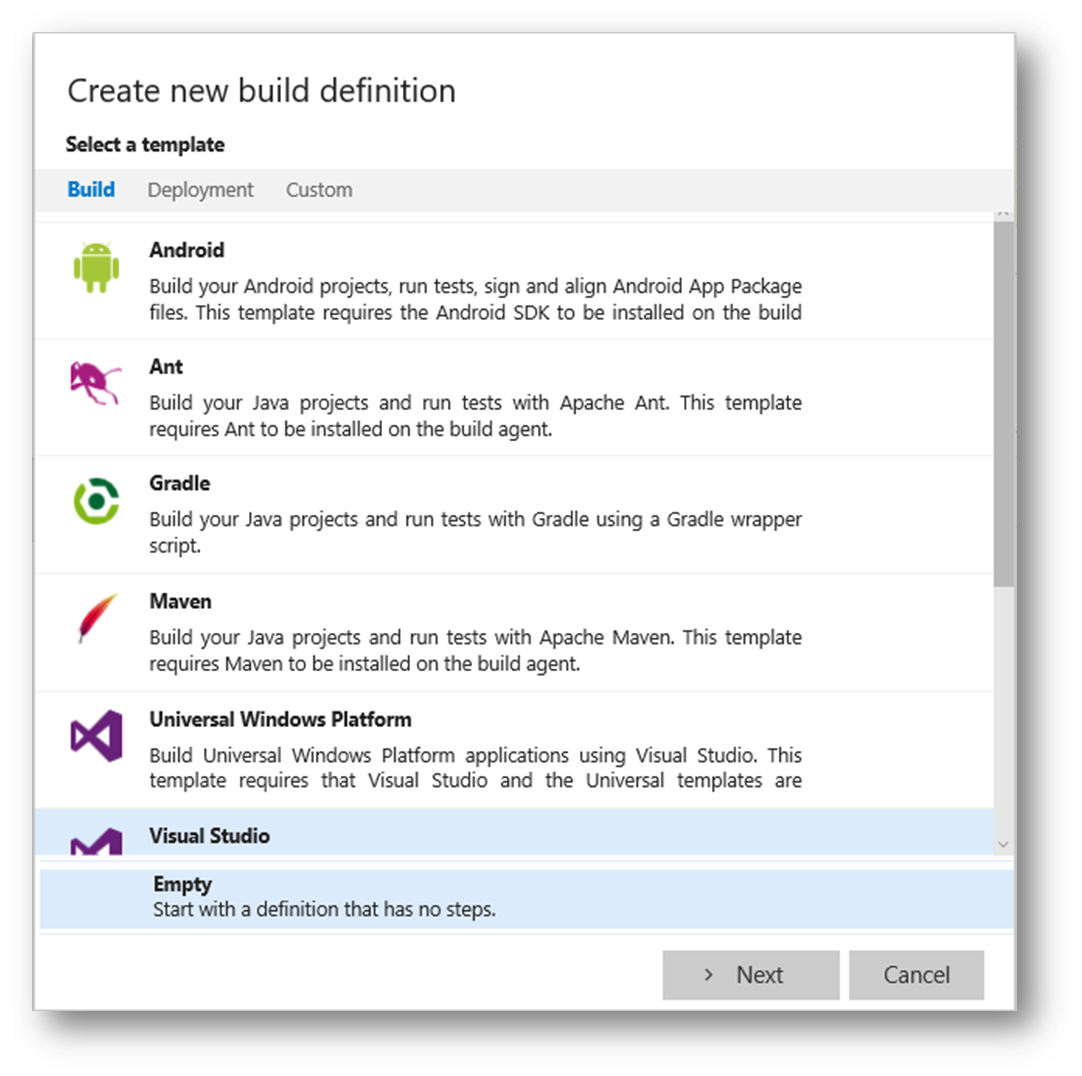 Create new build definition
Select a template
Build Deployment Custom
Android
Build your Android projects, run tests, sign and align Android App Package
files. This template requires the Android SDK to be installed on the build
Ant
Build your Java projects and run tests with Apache Ant. This template
requires Ant to be installed on the build agent.
Gradle
Build your Java projects and run tests with Gradle using a Gradle wrapper
script.
Maven
Build your Java projects and run tests with Apache Maven. This template
requires Maven to be installed on the build agent.
Universal Windows Platform
Build Universal Windows Platform applications using Visual Studio. This
template requires that Visual Studio and the Universal templates are
Visual Studio
Empty
Start with a definition that has no steps.
Next Cancel